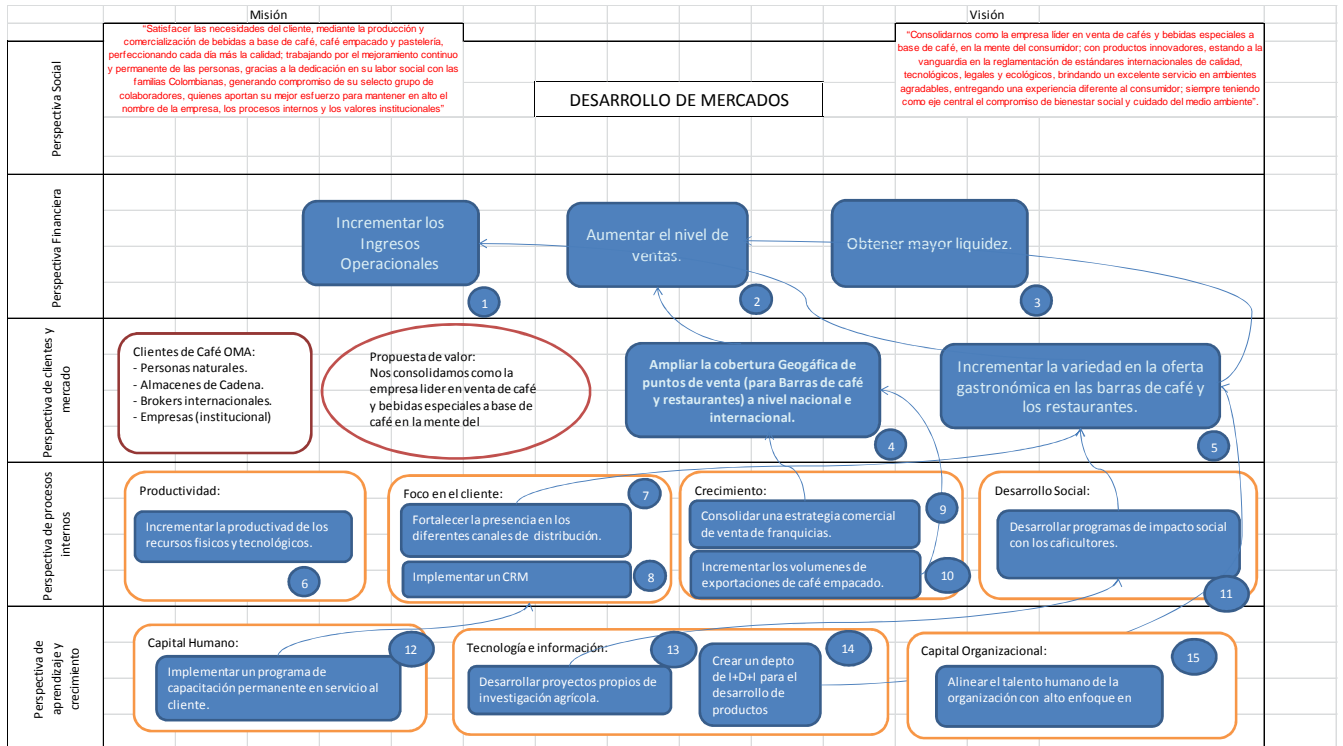 Misión
Visión
"Satisfacer las necesidades del cliente, mediante la producción y
comercialización de bebidas a base de café, café empacado y pastelería,
perfeccionando cada día más la calidad; trabajando por el mejoramiento continuo
y permanente de las personas, gracias a la dedicación en su labor social con las
familias Colombianas, generando compromiso de su selecto grupo de
colaboradores, quienes aportan su mejor esfuerzo para mantener en alto el
nombre de la empresa, los procesos internos y los valores institucionales"
"Consolidarnos como la empresa líder en venta de cafés y bebidas especiales a
base de café, en la mente del consumidor; con productos innovadores, estando a la
vanguardia en la reglamentación de estándares internacionales de calidad,
tecnológicos, legales y ecológicos, brindando un excelente servicio en ambientes
agradables, entregando una experiencia diferente al consumidor; siempre teniendo
como eje central el compromiso de bienestar social y cuidado del medio ambiente".
Perspectiva Social
DESARROLLO DE MERCADOS
Perspectiva Financiera
Incrementar los
Ingresos
Operacionales
1
Aumentar el nivel de
ventas.
2
Obtener mayor liquidez.
3
Perspectiva de clientes y
mercado
Clientes de Café OMA:
- Personas naturales.
- Almacenes de Cadena.
- Brokers internacionales.
- Empresas (institucional)
Propuesta de valor:
Nos consolidamos como la
empresa lider en venta de café
y bebidas especiales a base de
café en la mente del
Ampliar la cobertura Geogáfica de
puntos de venta (para Barras de café
y restaurantes) a nivel nacional e
internacional.
4
Incrementar la variedad en la oferta
gastronómica en las barras de café y
los restaurantes.
5
Perspectiva de procesos
internos
Productividad:
Incrementar la productivad de los
recursos fisicos y tecnológicos.
6
Foco en el cliente:
7
Fortalecer la presencia en los
diferentes canales de distribución.
Implementar un CRM
8
Crecimiento:
Consolidar una estrategia comercial
de venta de franquicias.
9
Incrementar los volumenes de
exportaciones de café empacado.
10
Desarrollo Social:
Desarrollar programas de impacto social
con los caficultores.
11
Perspectiva de
aprendizaje y
crecimiento
Capital Humano:
12
Implementar un programa de
capacitación permanente en servicio al
cliente.
Tecnología e información:
13
Desarrollar proyectos propios de
investigación agrícola.
14
Crear un depto
de I+D+I para el
desarrollo de
productos
Capital Organizacional:
15
Alinear el talento humano de la
organización con alto enfoque en